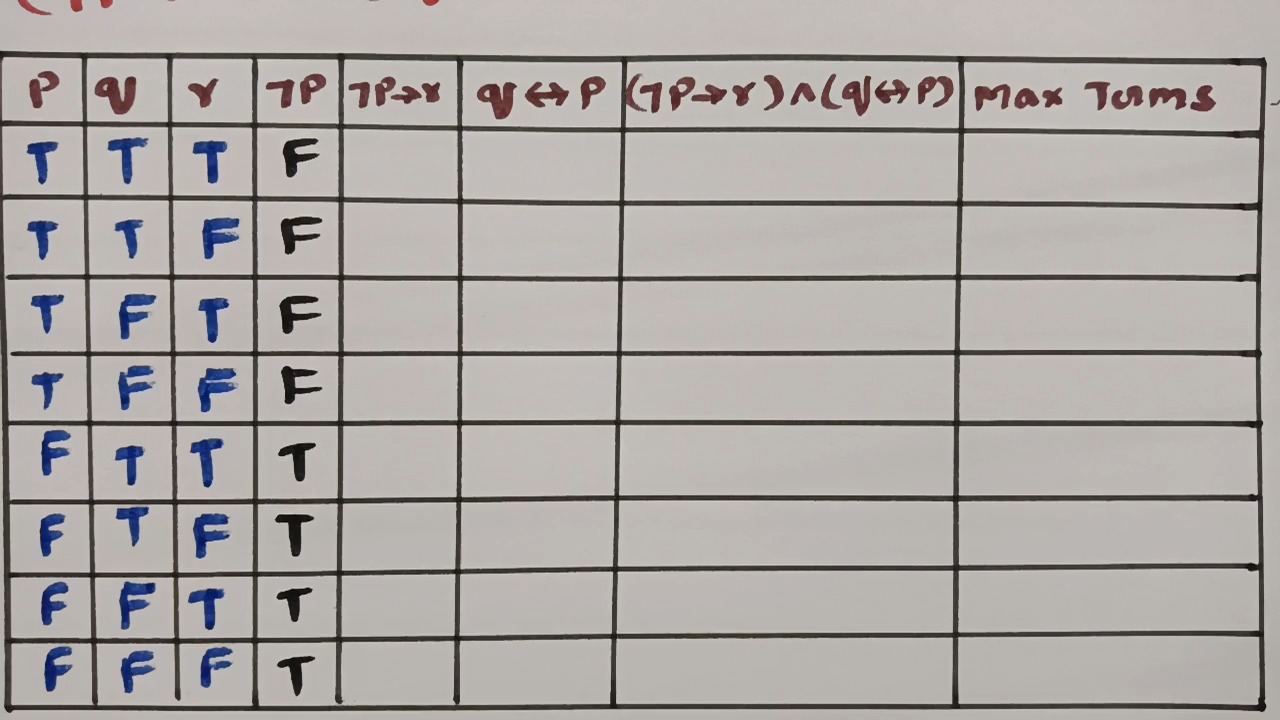 P q r ¬P ¬P→r q↔P (¬P→r)∧(q↔P) Max Terms
T T T F
T T F F
T F T F
T F F F
F T T T
F T F T
F F T T
F F F T